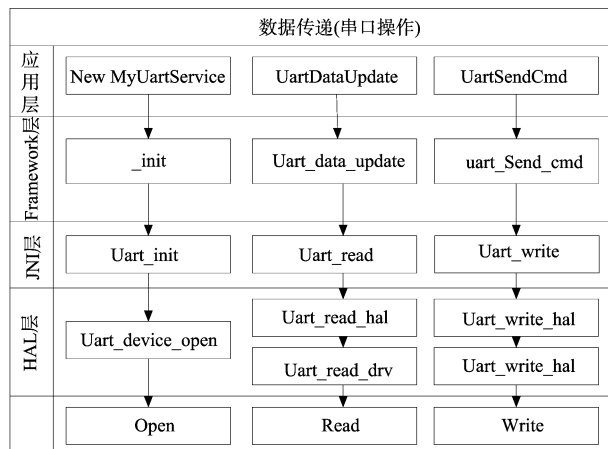 数据传递(串口操作)
应用层
New MyUartService
UartDataUpdate
UartSendCmd
Framework层
_init
Uart_data_update
uart_Send_cmd
JNI层
Uart_init
Uart_read
Uart_write
HAL层
Uart_device_open
Uart_read_hal
Uart_write_hal
Uart_read_drv
Uart_write_hal
Open
Read
Write